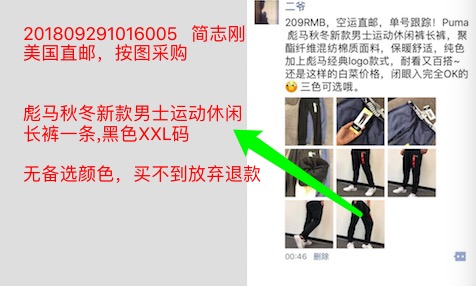 201809291016005 简志刚
美国直邮，按图采购
彪马秋冬新款男士运动休闲
长裤一条,黑色XXL码
无备选颜色，买不到放弃退款
二爷
209RMB，空运直邮，单号跟踪！Puma
彪马秋冬新款男士运动休闲裤长裤，聚
酯纤维混纺棉质面料，保暖舒适，纯色
加上彪马经典logo款式，耐看又百搭~
还是这样的白菜价格，闭眼入完全OK的
三色可选哦。
00:46 删除